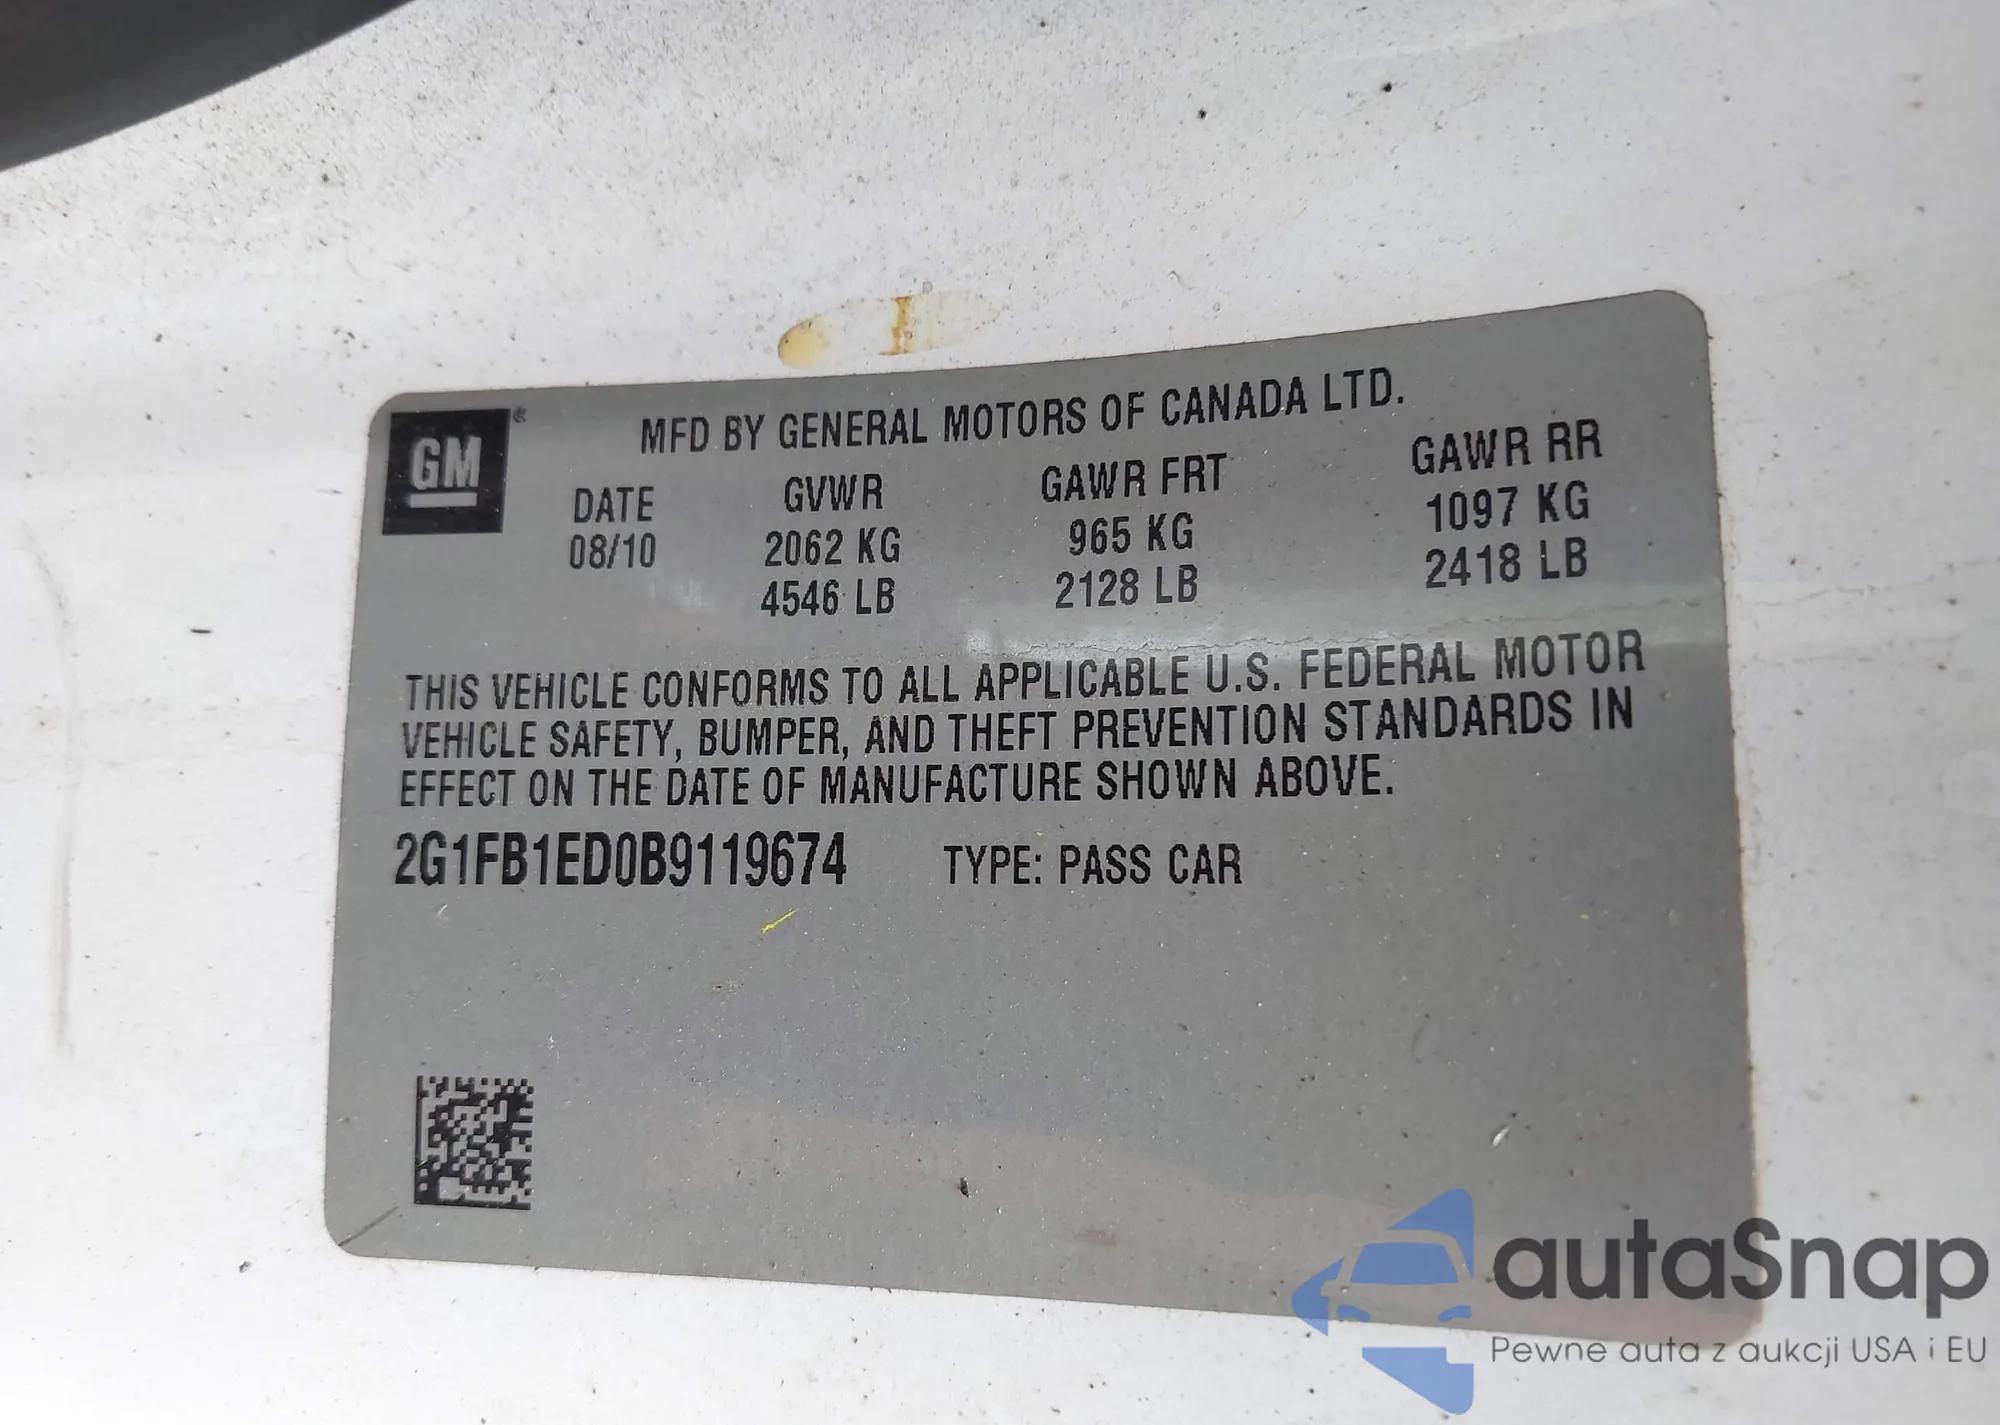 GM®
MFD BY GENERAL MOTORS OF CANADA LTD.
DATE GVWR GAWR FRT GAWR RR
08/10 2062 KG 965 KG 1097 KG
4546 LB 2128 LB 2418 LB
THIS VEHICLE CONFORMS TO ALL APPLICABLE U.S. FEDERAL MOTOR
VEHICLE SAFETY, BUMPER, AND THEFT PREVENTION STANDARDS IN
EFFECT ON THE DATE OF MANUFACTURE SHOWN ABOVE.
2G1FB1ED0B9119674 TYPE: PASS CAR
autaSnap
Pewne auta z aukcji USA i EU